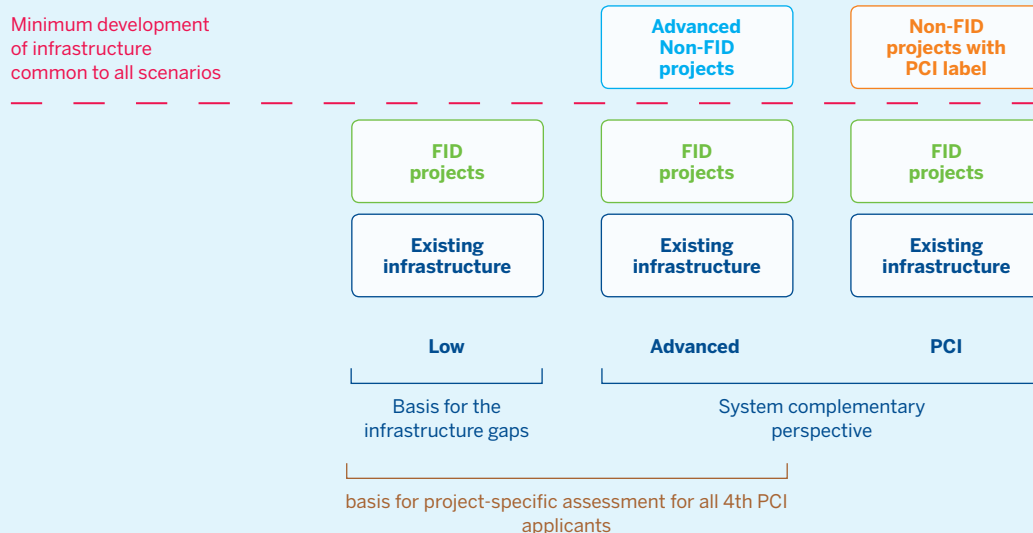 Minimum development
of infrastructure
common to all scenarios
Advanced
Non-FID
projects
Non-FID
projects with
PCI label
FID
projects
FID
projects
FID
projects
Existing
infrastructure
Existing
infrastructure
Existing
infrastructure
Low
Advanced
PCI
Basis for the
infrastructure gaps
System complementary
perspective
basis for project-specific assessment for all 4th PCI
applicants